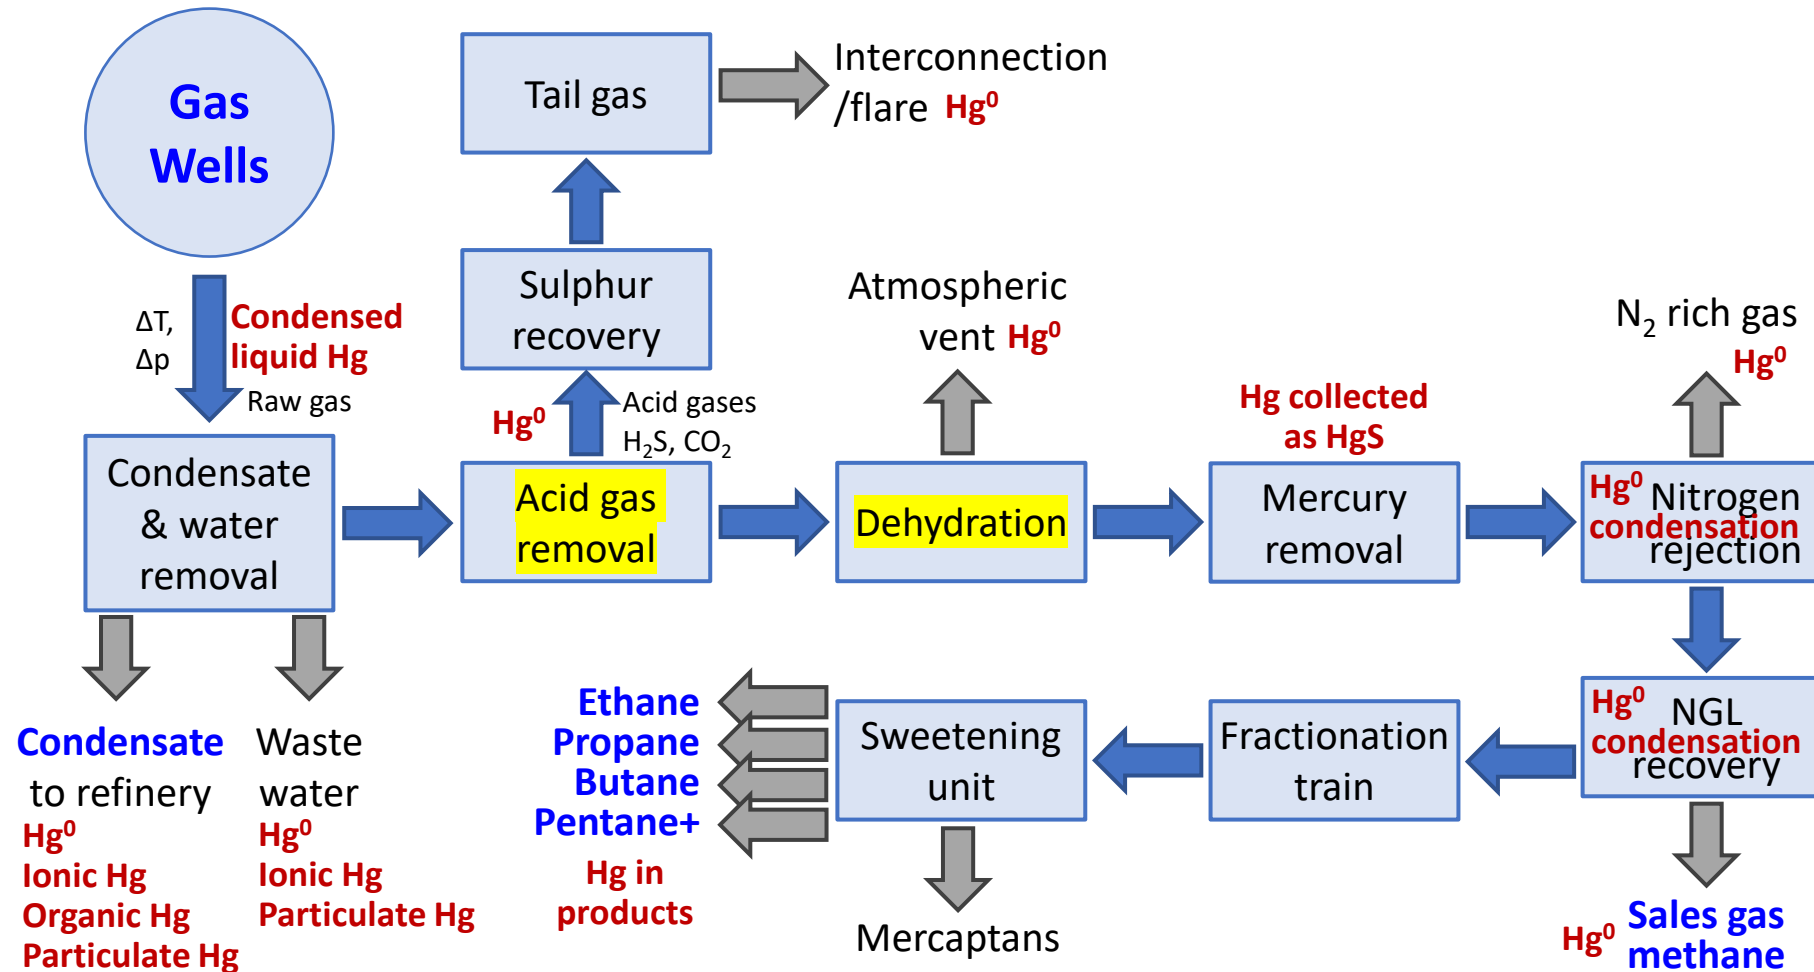 Gas
Wells
ΔT,
Δp
Condensed
liquid Hg
Raw gas
Condensate
& water
removal
Condensate
to refinery
Hg⁰
Ionic Hg
Organic Hg
Particulate Hg
Waste
water
Hg⁰
Ionic Hg
Particulate Hg
Tail gas
Interconnection
/flare Hg⁰
Sulphur
recovery
Hg⁰
Acid gases
H₂S, CO₂
Acid gas
removal
Atmospheric
vent Hg⁰
Dehydration
Hg collected
as HgS
Mercury
removal
N₂ rich gas
Hg⁰
Hg⁰ Nitrogen
condensation
rejection
Hg⁰ NGL
condensation
recovery
Hg⁰ Sales gas
methane
Fractionation
train
Sweetening
unit
Mercaptans
Ethane
Propane
Butane
Pentane+
Hg in
products